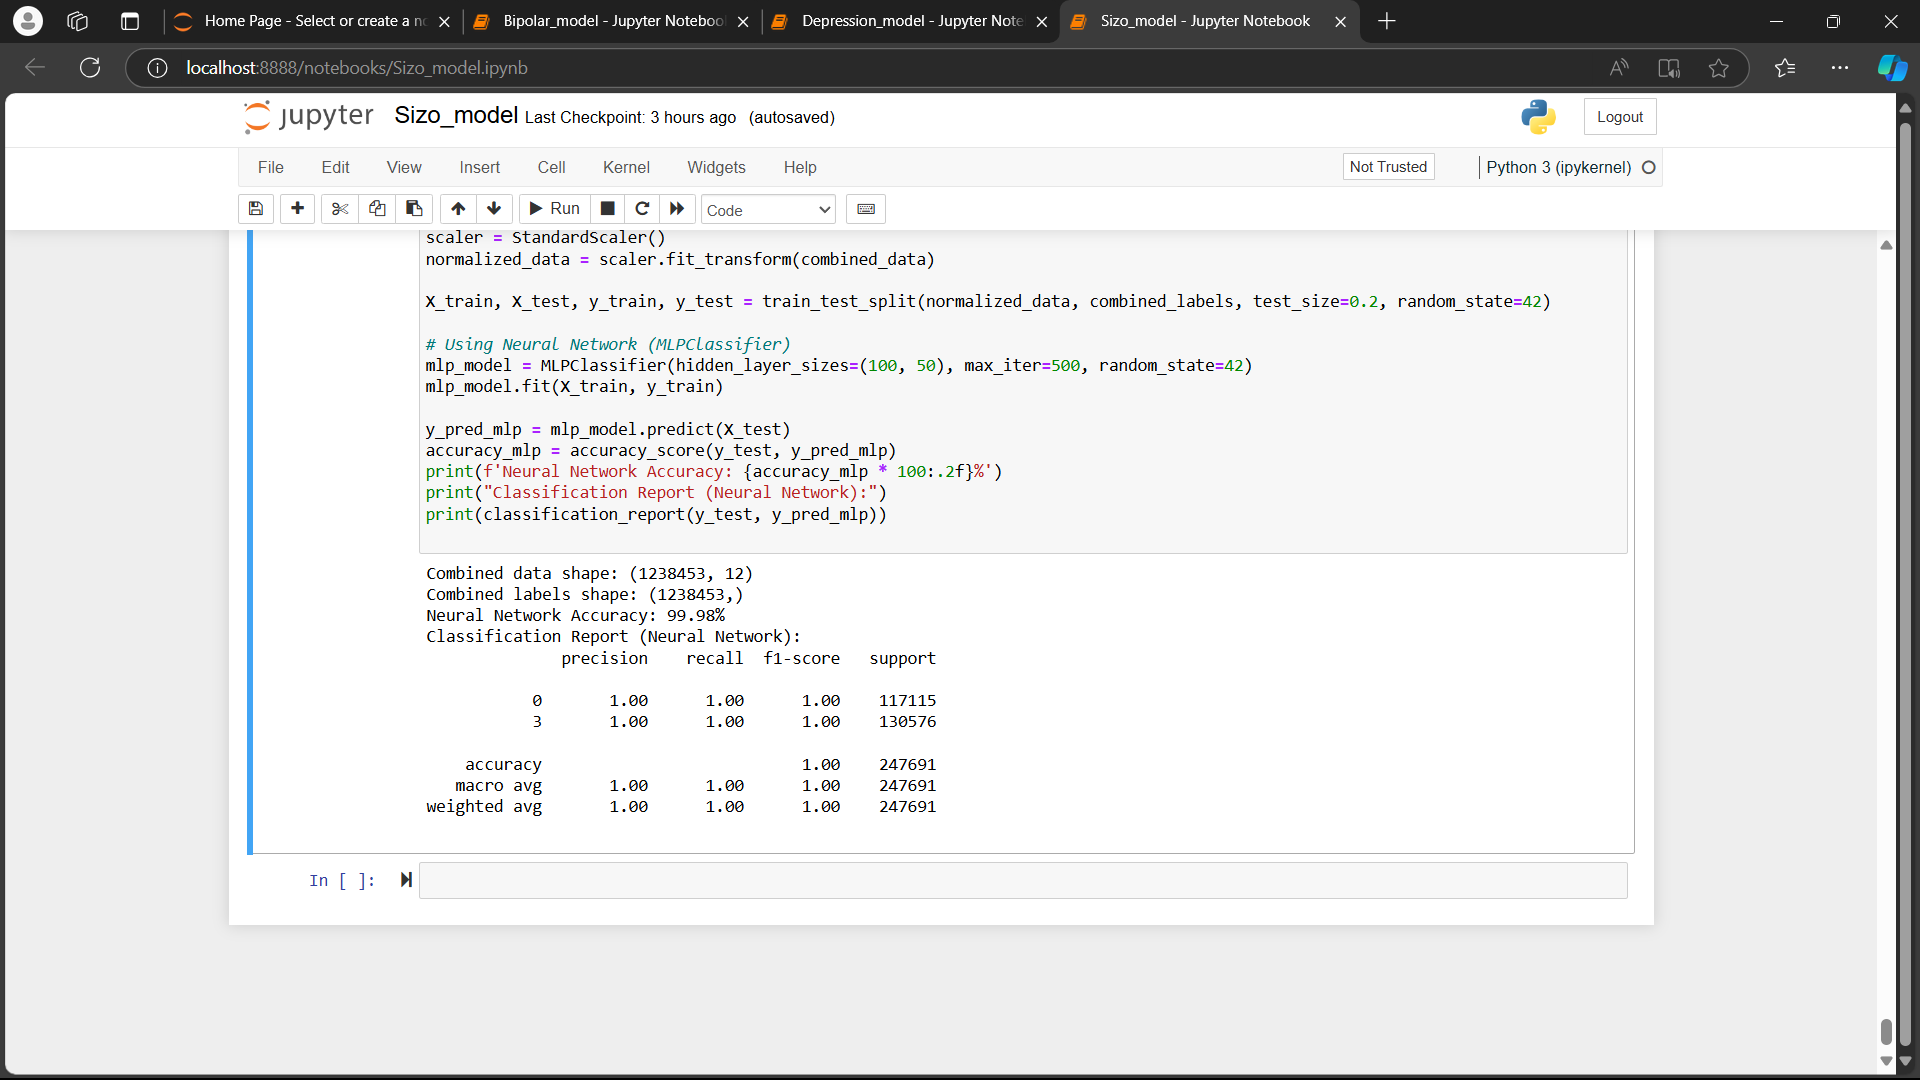 Home Page - Select or create a n
Bipolar_model - Jupyter Noteboo
Depression_model - Jupyter Note
Sizo_model - Jupyter Notebook
localhost:8888/notebooks/Sizo_model.ipynb
jupyter Sizo_model Last Checkpoint: 3 hours ago (autosaved)
Logout
File Edit View Insert Cell Kernel Widgets Help
Not Trusted
Python 3 (ipykernel)
Run
Code
scaler = StandardScaler()
normalized_data = scaler.fit_transform(combined_data)
X_train, X_test, y_train, y_test = train_test_split(normalized_data, combined_labels, test_size=0.2, random_state=42)
# Using Neural Network (MLPClassifier)
mlp_model = MLPClassifier(hidden_layer_sizes=(100, 50), max_iter=500, random_state=42)
mlp_model.fit(X_train, y_train)
y_pred_mlp = mlp_model.predict(X_test)
accuracy_mlp = accuracy_score(y_test, y_pred_mlp)
print(f'Neural Network Accuracy: {accuracy_mlp * 100:.2f}%')
print("Classification Report (Neural Network):")
print(classification_report(y_test, y_pred_mlp))
Combined data shape: (1238453, 12)
Combined labels shape: (1238453,)
Neural Network Accuracy: 99.98%
Classification Report (Neural Network):
precision recall f1-score support
0 1.00 1.00 1.00 117115
3 1.00 1.00 1.00 130576
accuracy 1.00 247691
macro avg 1.00 1.00 1.00 247691
weighted avg 1.00 1.00 1.00 247691
In [ ]: